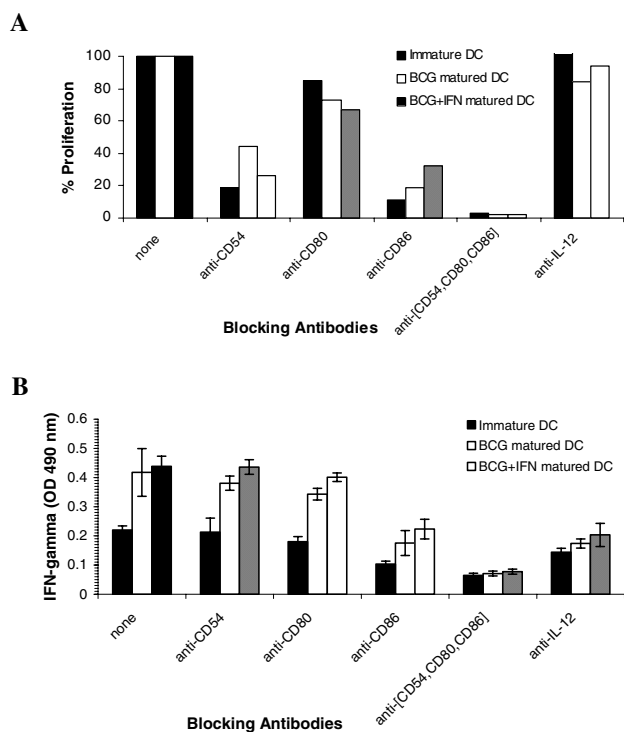 A
100
80
60
40
20
0
% Proliferation
Immature DC
BCG matured DC
BCG+IFN matured DC
none
anti-CD54
anti-CD80
anti-CD86
anti-[CD54,CD80,CD86]
anti-IL-12
Blocking Antibodies
B
0.6
0.5
0.4
0.3
0.2
0.1
0
IFN-gamma (OD 490 nm)
Immature DC
BCG matured DC
BCG+IFN matured DC
none
anti-CD54
anti-CD80
anti-CD86
anti-[CD54,CD80,CD86]
anti-IL-12
Blocking Antibodies